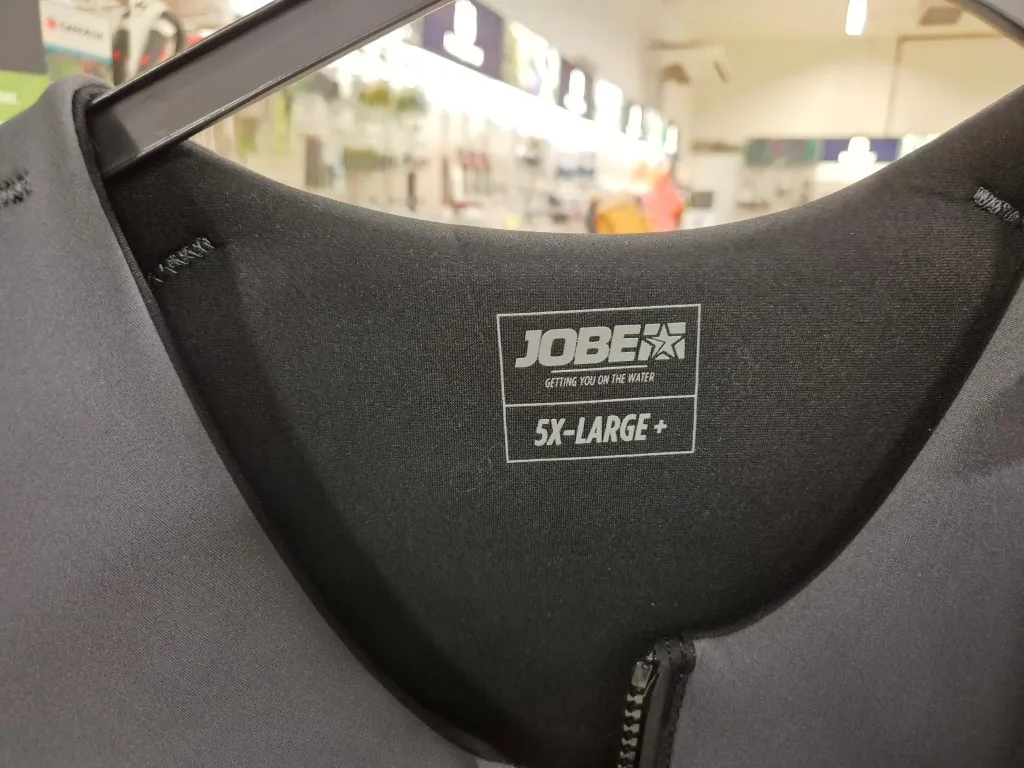 JOBE
GETTING YOU ON THE WATER
5X-LARGE +